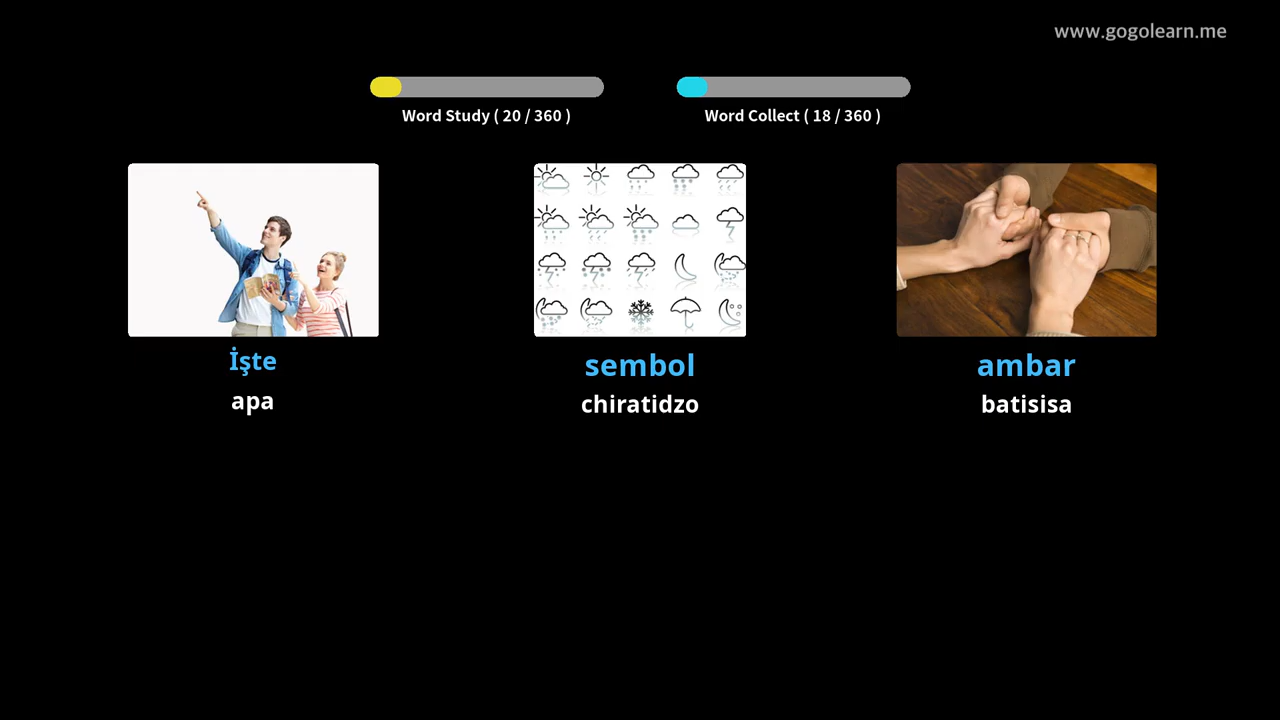 www.gogolearn.me
Word Study ( 20 / 360 )
Word Collect ( 18 / 360 )
İşte
apa
sembol
chiratidzo
ambar
batisisa